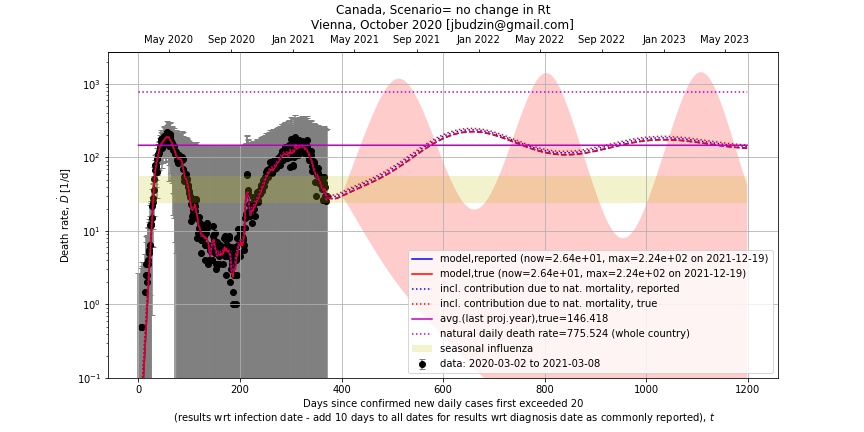 Canada, Scenario= no change in Rt
Vienna, October 2020 [jbudzin@gmail.com]
May 2020 Sep 2020 Jan 2021 May 2021 Sep 2021 Jan 2022 May 2022 Sep 2022 Jan 2023 May 2023
10³
10²
10¹
10⁰
10⁻¹
Death rate, D [1/d]
model,reported (now=2.64e+01, max=2.24e+02 on 2021-12-19)
model,true (now=2.64e+01, max=2.24e+02 on 2021-12-19)
incl. contribution due to nat. mortality, reported
incl. contribution due to nat. mortality, true
avg.(last proj.year),true=146.418
natural daily death rate=775.524 (whole country)
seasonal influenza
data: 2020-03-02 to 2021-03-08
0 200 400 600 800 1000 1200
Days since confirmed new daily cases first exceeded 20
(results wrt infection date - add 10 days to all dates for results wrt diagnosis date as commonly reported), t